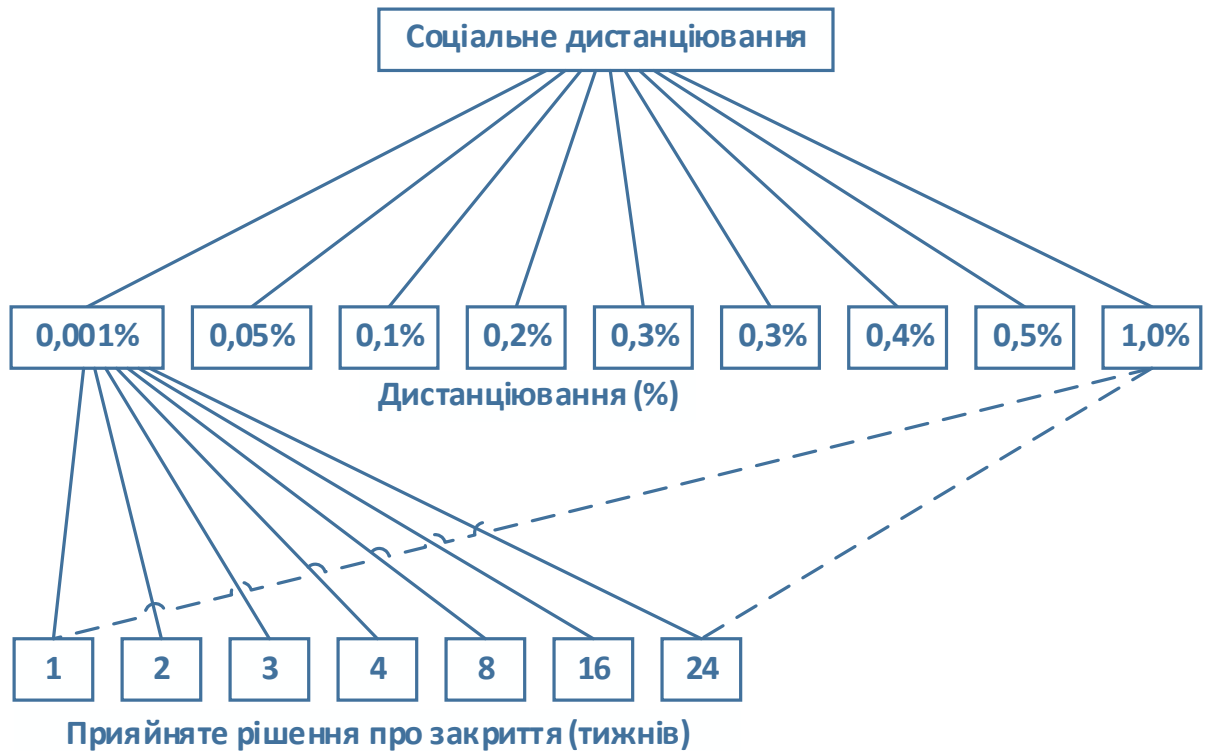 Соціальне дистанціювання
0,001% 0,05% 0,1% 0,2% 0,3% 0,3% 0,4% 0,5% 1,0%
Дистанціювання (%)
1 2 3 4 8 16 24
Прияйняте рішення про закриття (тижнів)